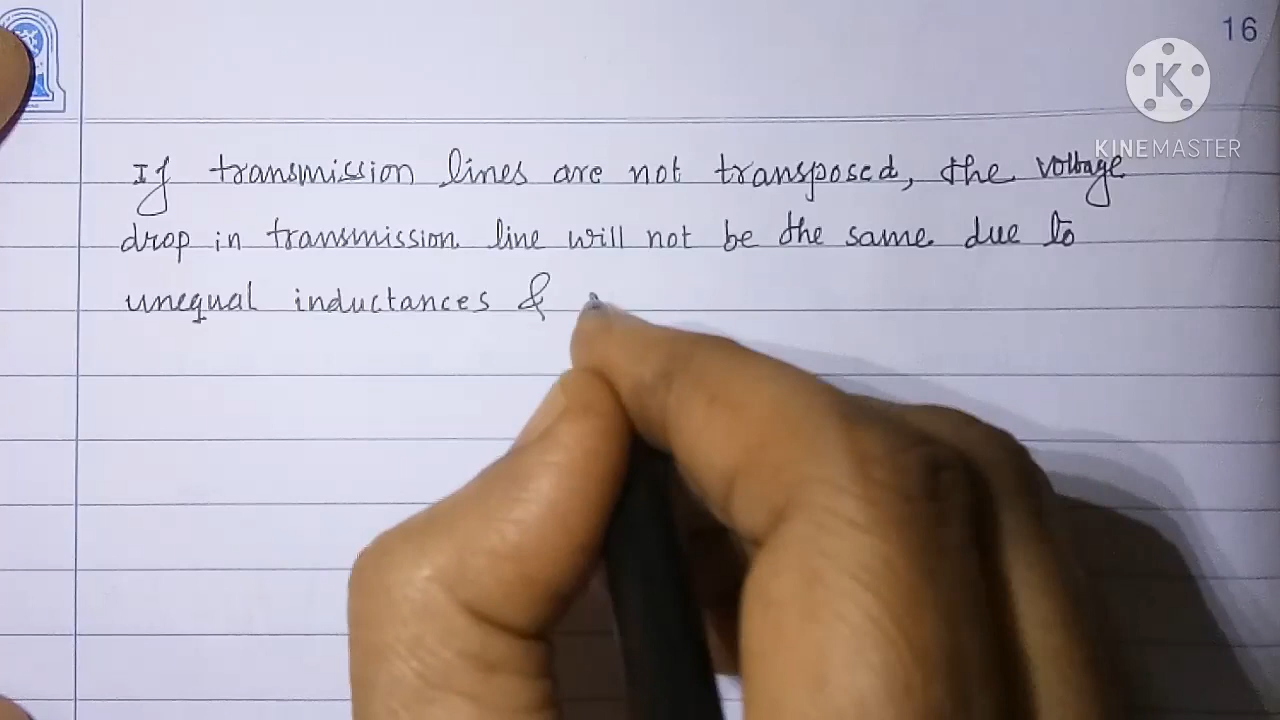 16
K
KINEMASTER
If transmission lines are not transposed, the voltage
drop in transmission line will not be the same due to
unequal inductances &